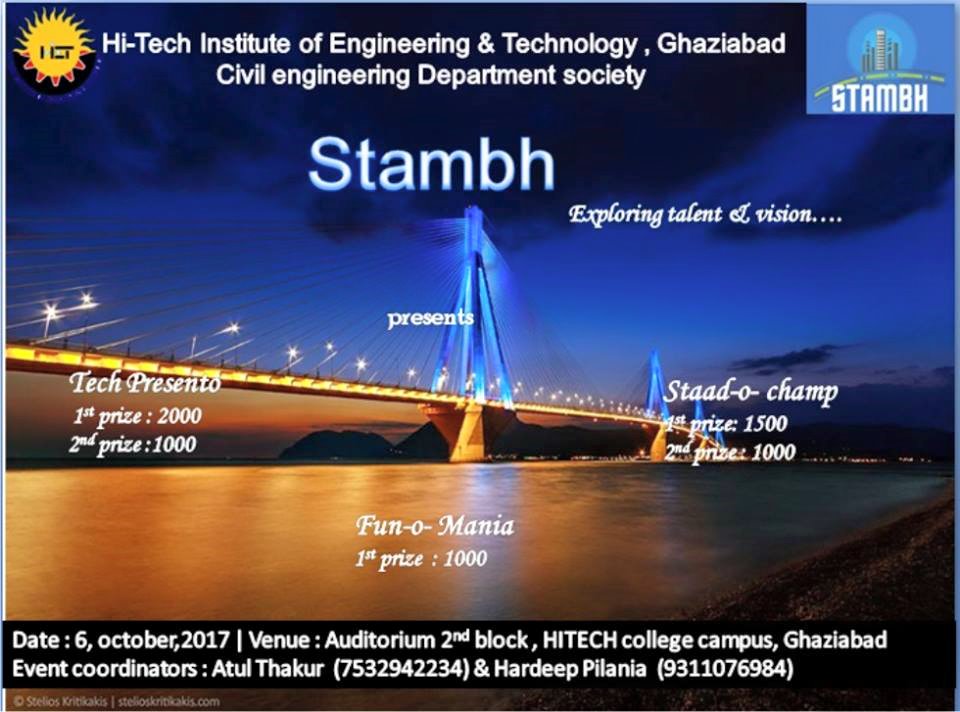 HIET
Hi-Tech Institute of Engineering & Technology , Ghaziabad
Civil engineering Department society
STAMBH
Stambh
Exploring talent & vision....
presents
Tech Presento
1st prize : 2000
2nd prize :1000
Staad-o- champ
1st prize: 1500
2nd prize : 1000
Fun-o- Mania
1st prize : 1000
Date : 6, october,2017 | Venue : Auditorium 2nd block , HITECH college campus, Ghaziabad
Event coordinators : Atul Thakur (7532942234) & Hardeep Pilania (9311076984)
© Stelios Kritikakis | stelioskritikakis.com